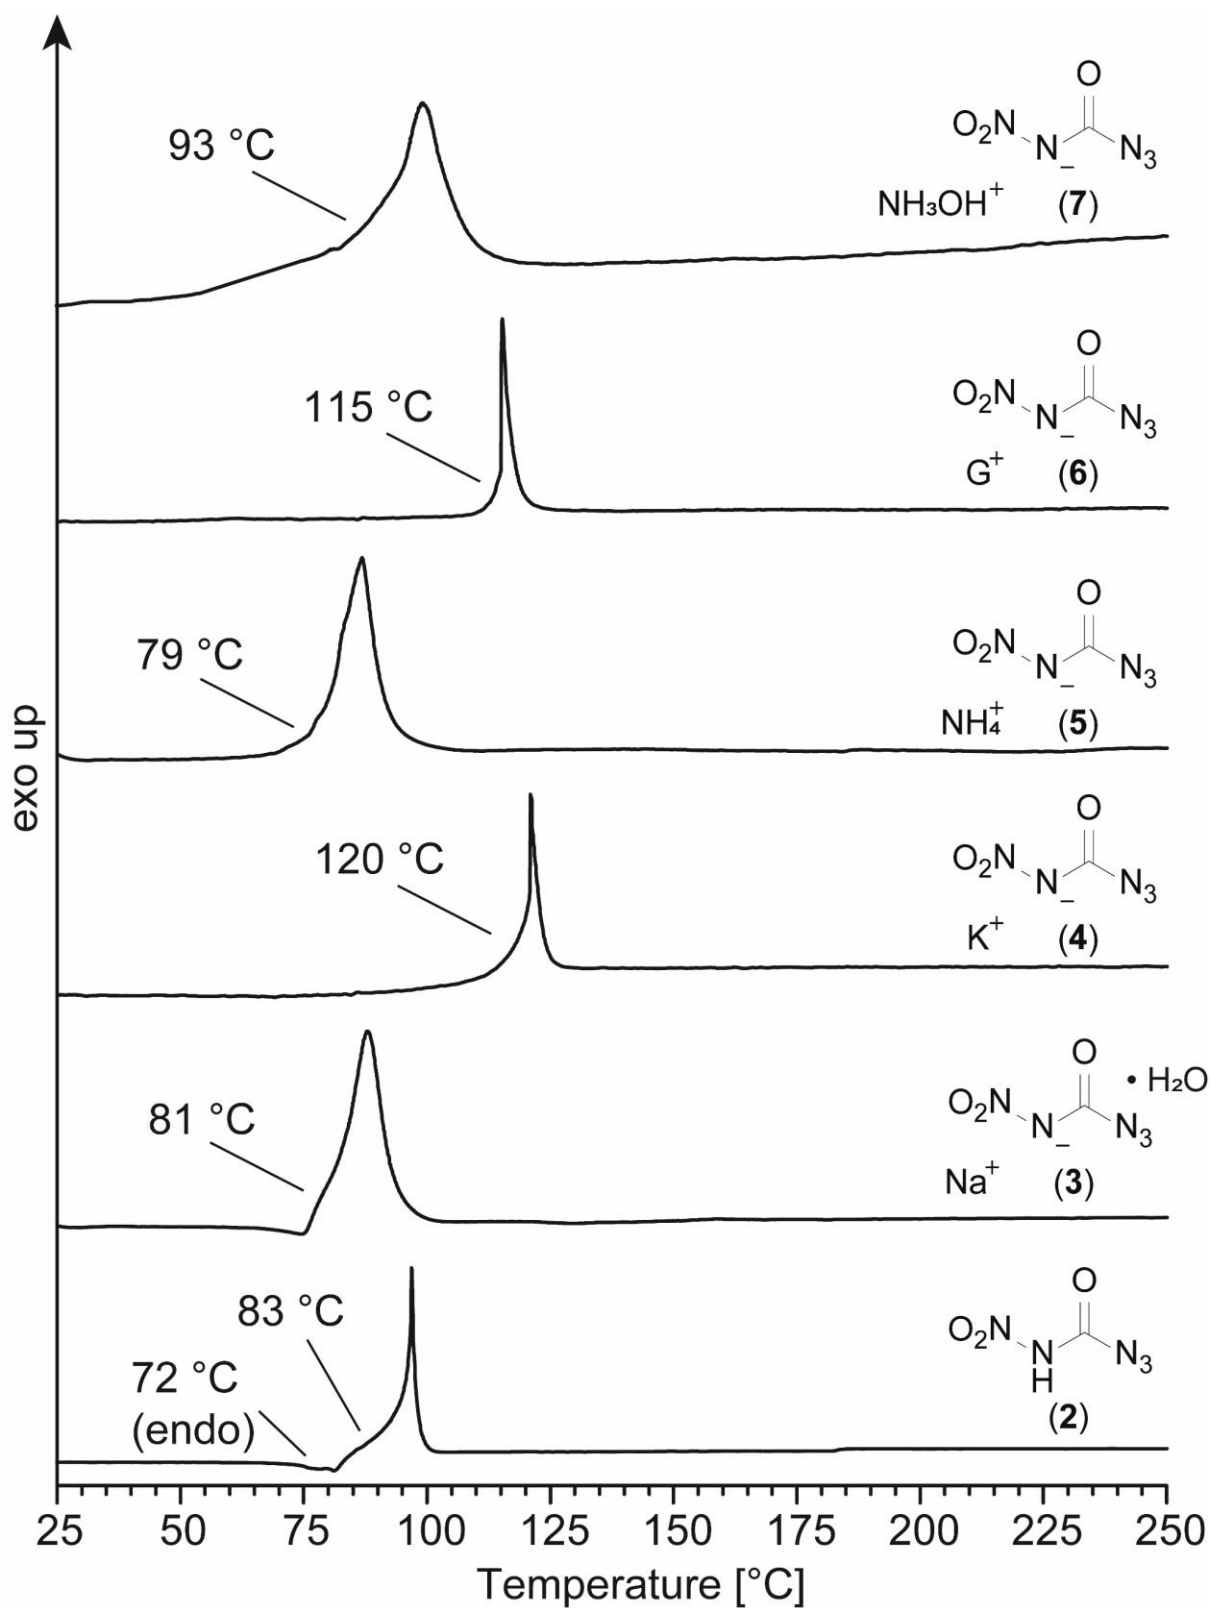 93 °C
O
O₂N
N
−
N₃
NH₃OH⁺
(7)
115 °C
O
O₂N
N
−
N₃
G⁺
(6)
79 °C
O
O₂N
N
−
N₃
NH₄⁺
(5)
120 °C
O
O₂N
N
−
N₃
K⁺
(4)
81 °C
O
• H₂O
O₂N
N
−
N₃
Na⁺
(3)
83 °C
72 °C
(endo)
O
O₂N
N
H
N₃
(2)
exo up
25 50 75 100 125 150 175 200 225 250
Temperature [°C]